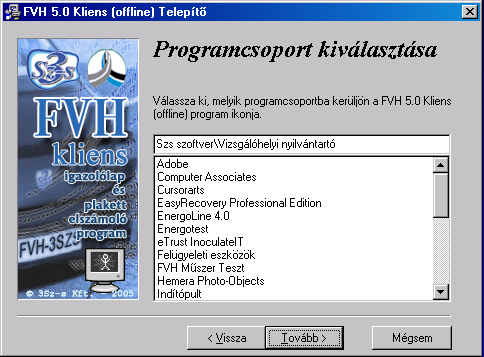 FVH 5.0 Kliens (offline) Telepítő
Programcsoport kiválasztása
3
Szs
FVH
kliens
igazolólap
és
plakett
elszámoló
program
FVH-3SZS
© 3Sz-s Kft. 2005
Válassza ki, melyik programcsoportba kerüljön a FVH 5.0 Kliens
(offline) program ikonja.
Szs szoftver\Vizsgálóhelyi nyilvántartó
Adobe
Computer Associates
Cursorarts
EasyRecovery Professional Edition
EnergoLine 4.0
Energotest
eTrust InoculateIT
Felügyeleti eszközök
FVH Műszer Teszt
Hemera Photo-Objects
Indítópult
< Vissza
Tovább >
Mégsem